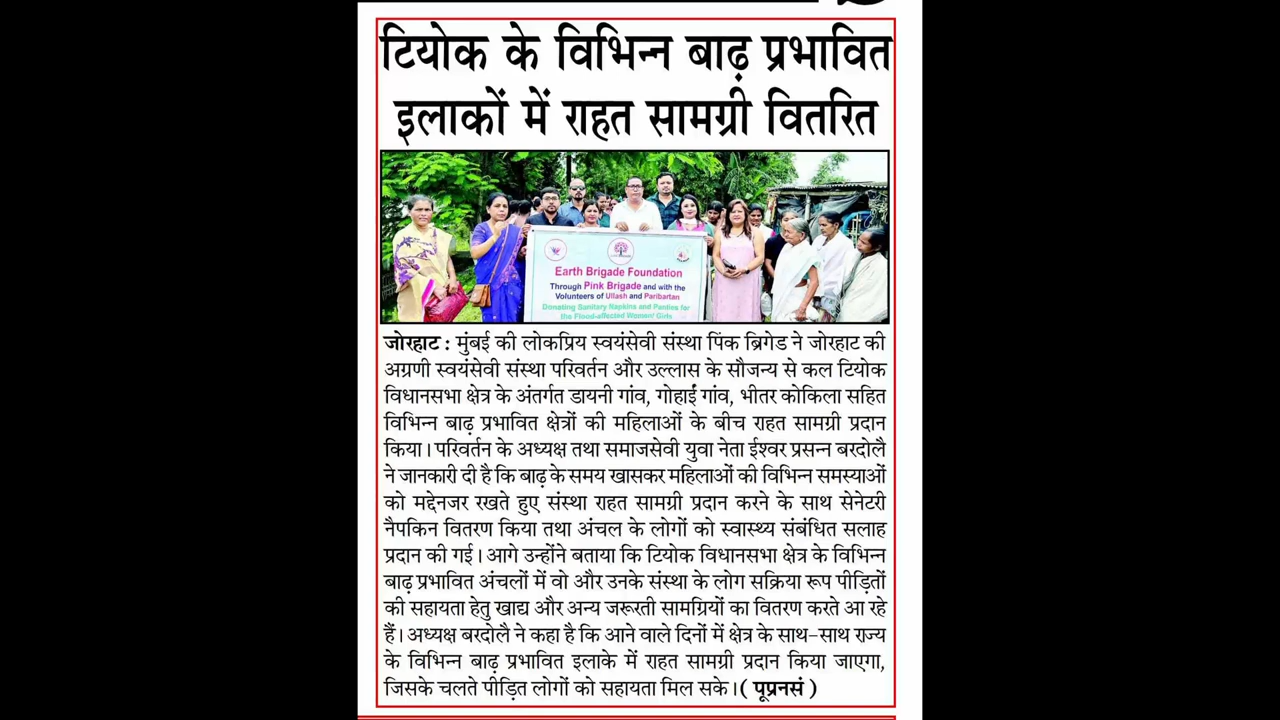 टियोक के विभिन्न बाढ़ प्रभावित
इलाकों में राहत सामग्री वितरित
Earth Brigade Foundation
Through Pink Brigade and with the
Volunteers of Ullash and Paribartan
Donating Sanitary Napkins and Panties for
the Flood-affected Women/ Girls
जोरहाट : मुंबई की लोकप्रिय स्वयंसेवी संस्था पिंक ब्रिगेड ने जोरहाट की
अग्रणी स्वयंसेवी संस्था परिवर्तन और उल्लास के सौजन्य से कल टियोक
विधानसभा क्षेत्र के अंतर्गत डायनी गांव, गोहाईं गांव, भीतर कोकिला सहित
विभिन्न बाढ़ प्रभावित क्षेत्रों की महिलाओं के बीच राहत सामग्री प्रदान
किया। परिवर्तन के अध्यक्ष तथा समाजसेवी युवा नेता ईश्वर प्रसन्न बरदोलै
ने जानकारी दी है कि बाढ़ के समय खासकर महिलाओं की विभिन्न समस्याओं
को मद्देनजर रखते हुए संस्था राहत सामग्री प्रदान करने के साथ सेनेटरी
नैपकिन वितरण किया तथा अंचल के लोगों को स्वास्थ्य संबंधित सलाह
प्रदान की गई। आगे उन्होंने बताया कि टियोक विधानसभा क्षेत्र के विभिन्न
बाढ़ प्रभावित अंचलों में वो और उनके संस्था के लोग सक्रिया रूप पीड़ितों
की सहायता हेतु खाद्य और अन्य जरूरती सामग्रियों का वितरण करते आ रहे
हैं। अध्यक्ष बरदोलै ने कहा है कि आने वाले दिनों में क्षेत्र के साथ-साथ राज्य
के विभिन्न बाढ़ प्रभावित इलाके में राहत सामग्री प्रदान किया जाएगा,
जिसके चलते पीड़ित लोगों को सहायता मिल सके। ( पूप्रनसं )